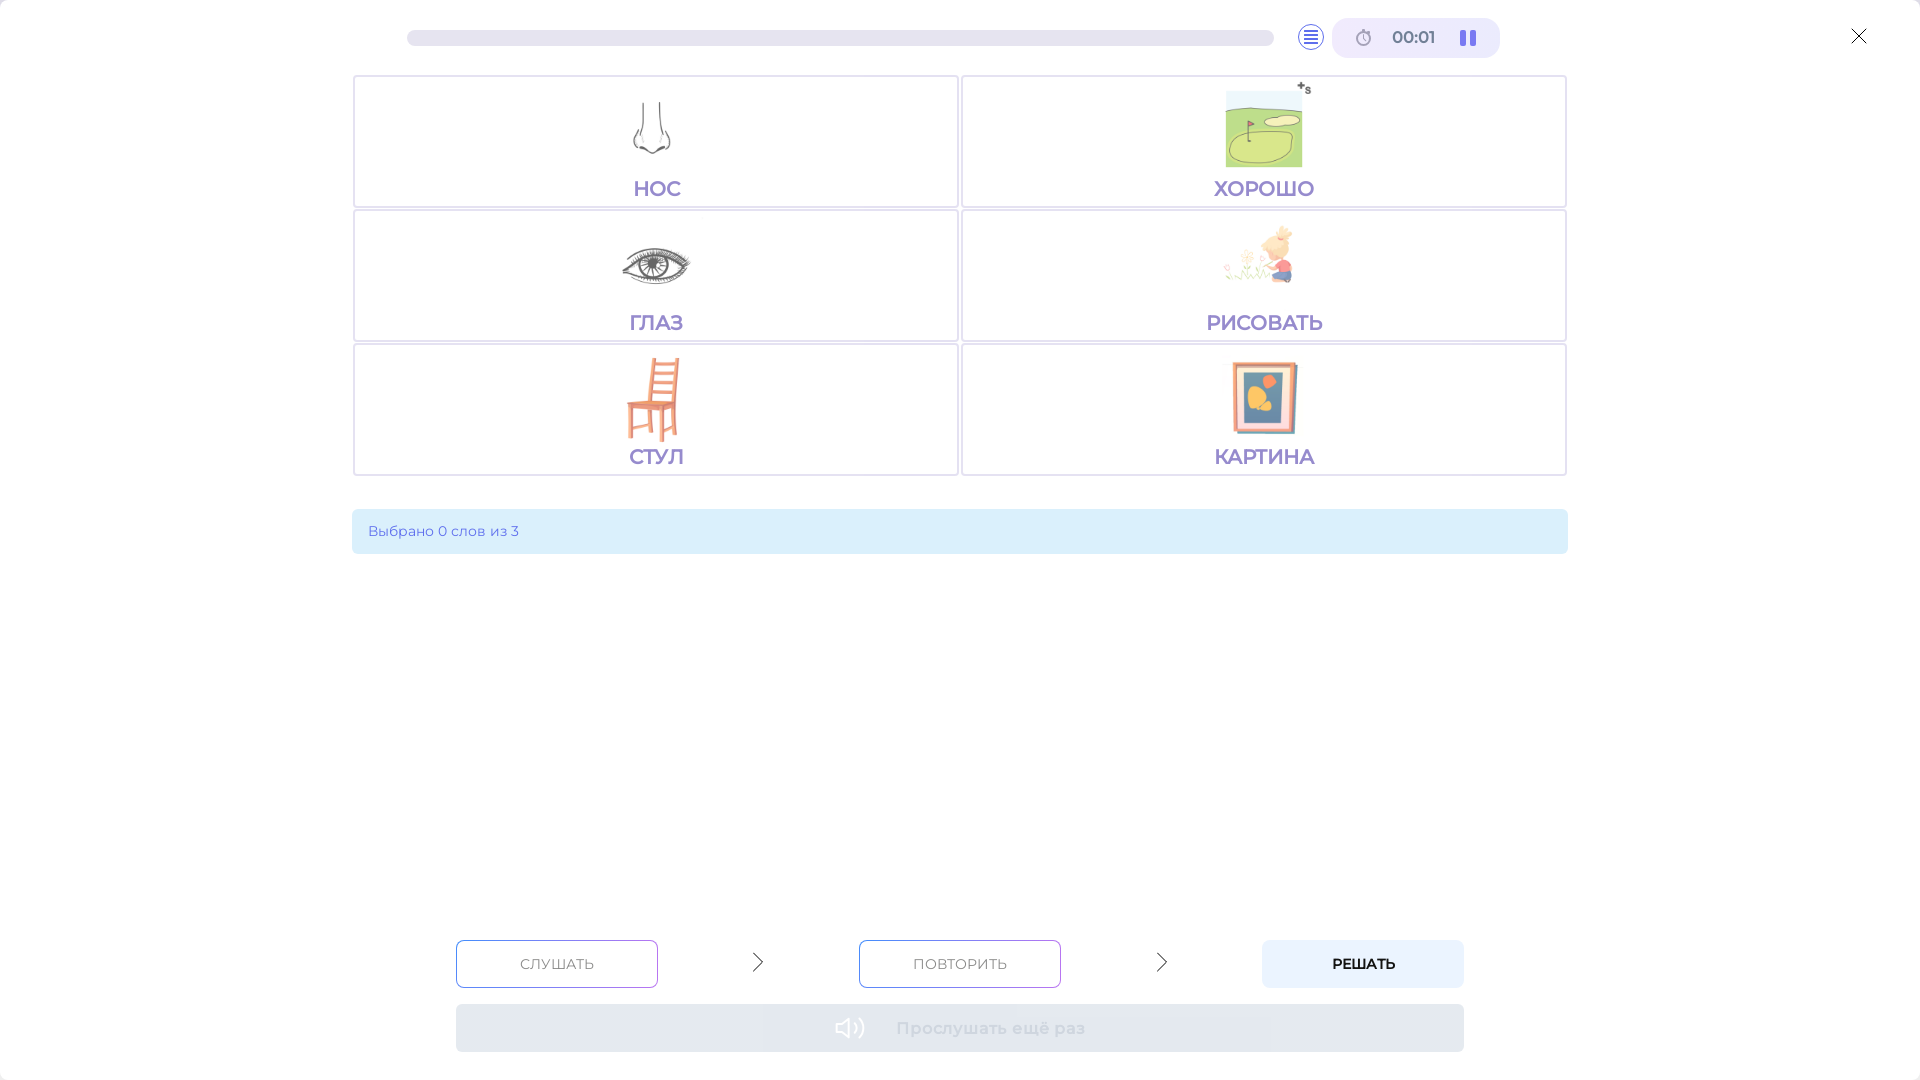 00:01
+s
НОС
ХОРОШО
ГЛАЗ
РИСОВАТЬ
СТУЛ
КАРТИНА
Выбрано 0 слов из 3
СЛУШАТЬ
ПОВТОРИТЬ
РЕШАТЬ
Прослушать ещё раз